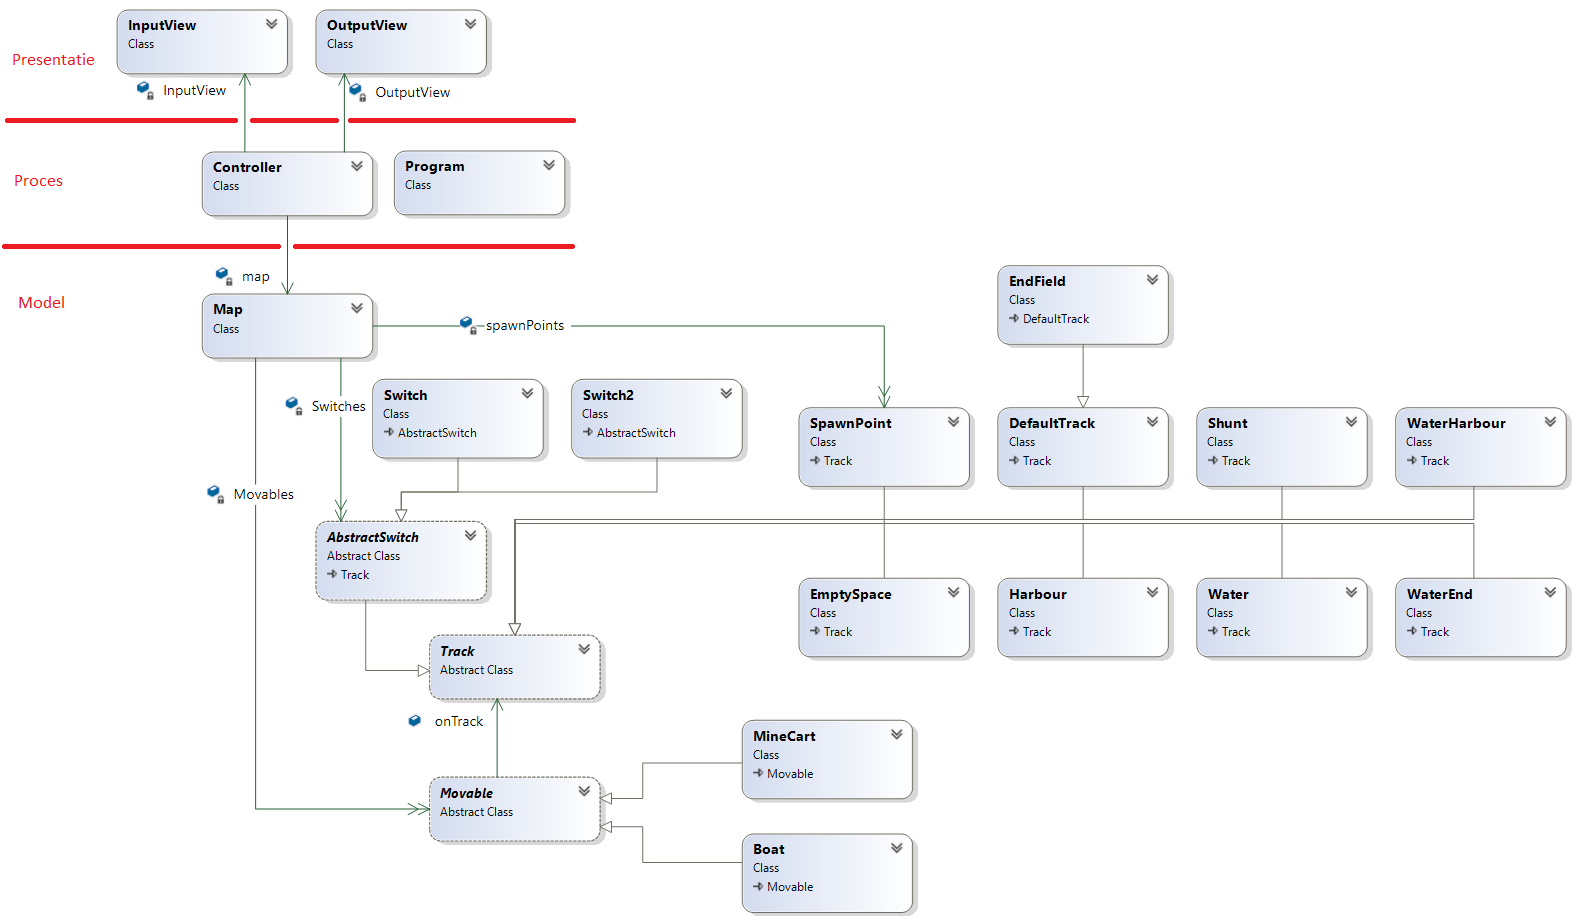 InputView
Class
OutputView
Class
Presentatie
InputView
OutputView
Controller
Class
Program
Class
Proces
map
Model
Map
Class
spawnPoints
EndField
Class
DefaultTrack
Switches
Switch
Class
AbstractSwitch
Switch2
Class
AbstractSwitch
SpawnPoint
Class
Track
DefaultTrack
Class
Track
Shunt
Class
Track
WaterHarbour
Class
Track
Movables
AbstractSwitch
Abstract Class
Track
EmptySpace
Class
Track
Harbour
Class
Track
Water
Class
Track
WaterEnd
Class
Track
Track
Abstract Class
onTrack
MineCart
Class
Movable
Movable
Abstract Class
Boat
Class
Movable